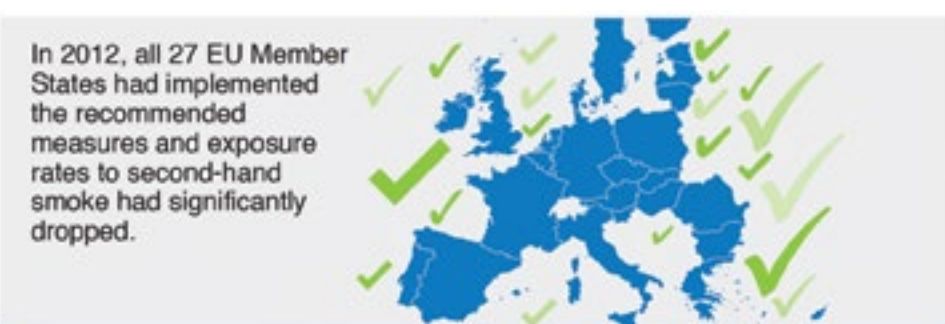 In 2012, all 27 EU Member
States had implemented
the recommended
measures and exposure
rates to second-hand
smoke had significantly
dropped.